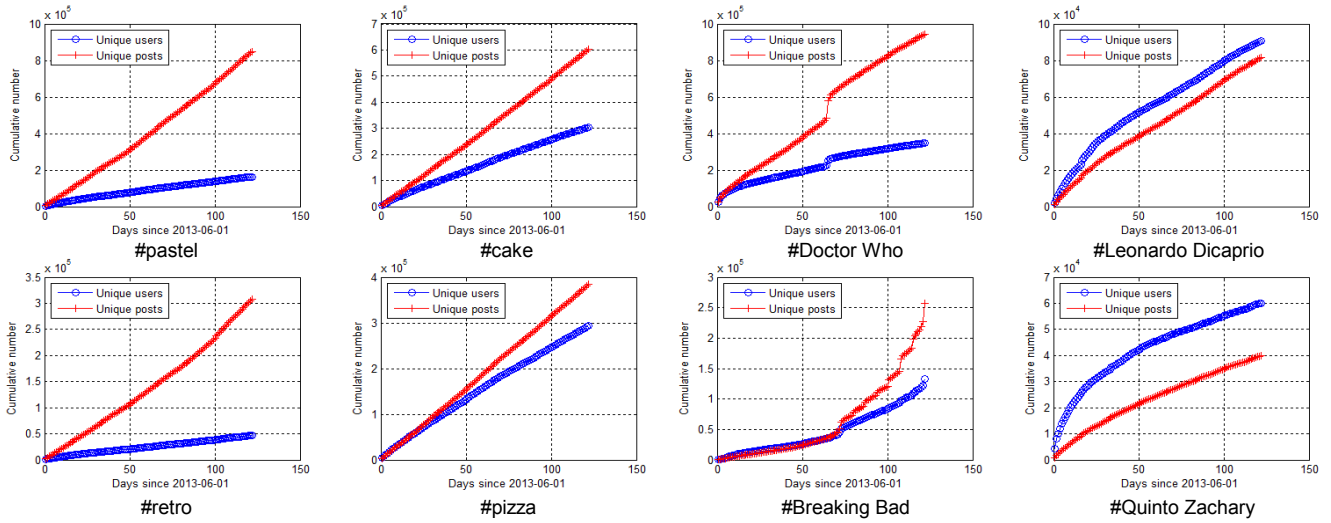 x 10^5
10
8
6
4
2
0
Cumulative number
Unique users
Unique posts
0
50
100
150
Days since 2013-06-01
#pastel
x 10^5
7
6
5
4
3
2
1
0
Cumulative number
Unique users
Unique posts
0
50
100
150
Days since 2013-06-01
#cake
x 10^5
10
8
6
4
2
0
Cumulative number
Unique users
Unique posts
0
50
100
150
Days since 2013-06-01
#Doctor Who
x 10^4
10
8
6
4
2
0
Cumulative number
Unique users
Unique posts
0
50
100
150
Days since 2013-06-01
#Leonardo Dicaprio
x 10^5
3.5
3
2.5
2
1.5
1
0.5
0
Cumulative number
Unique users
Unique posts
0
50
100
150
Days since 2013-06-01
#retro
x 10^5
4
3
2
1
0
Cumulative number
Unique users
Unique posts
0
50
100
150
Days since 2013-06-01
#pizza
x 10^5
3
2.5
2
1.5
1
0.5
0
Cumulative number
Unique users
Unique posts
0
50
100
150
Days since 2013-06-01
#Breaking Bad
x 10^4
7
6
5
4
3
2
1
0
Cumulative number
Unique users
Unique posts
0
50
100
150
Days since 2013-06-01
#Quinto Zachary